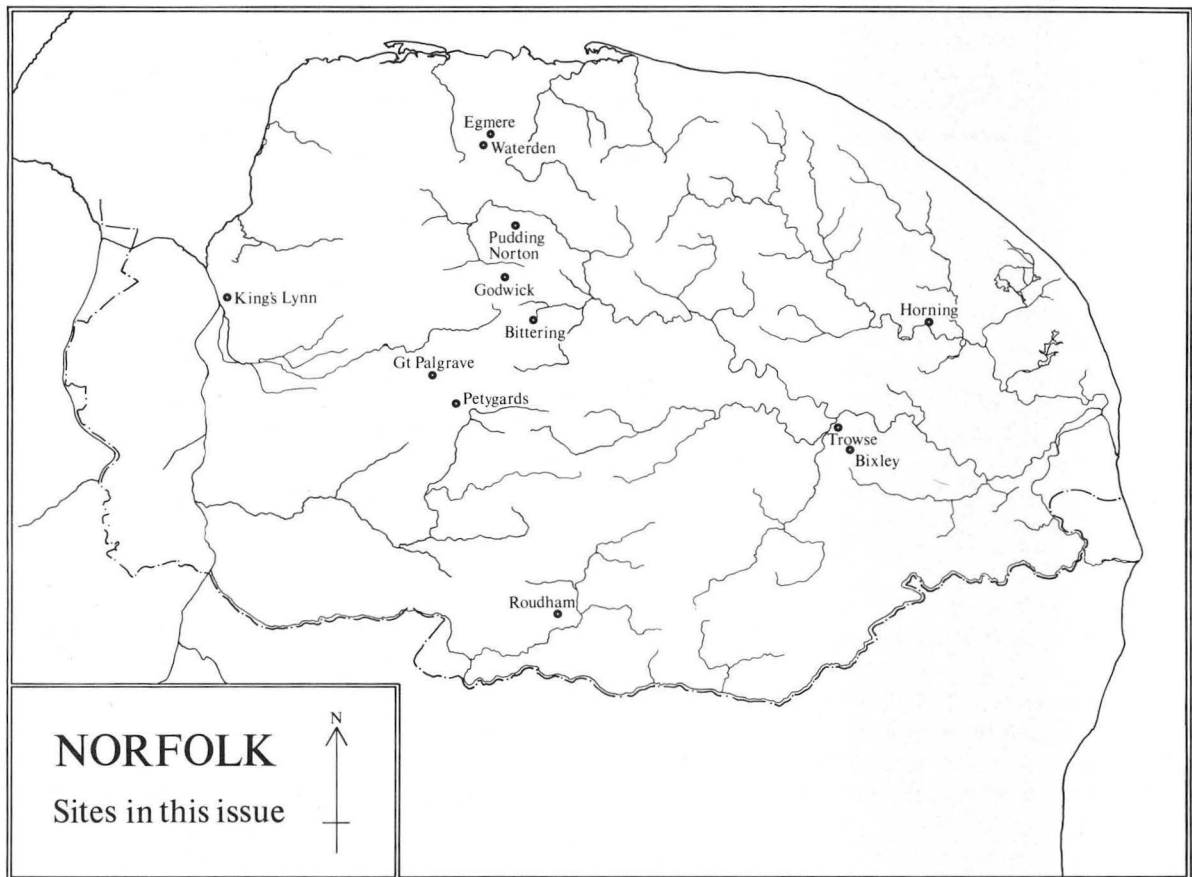 Egmere
Waterden
Pudding
Norton
Godwick
King's Lynn
Bittering
Horning
Gt Palgrave
Petygards
Trowse
Bixley
Roudham
N
NORFOLK
Sites in this issue